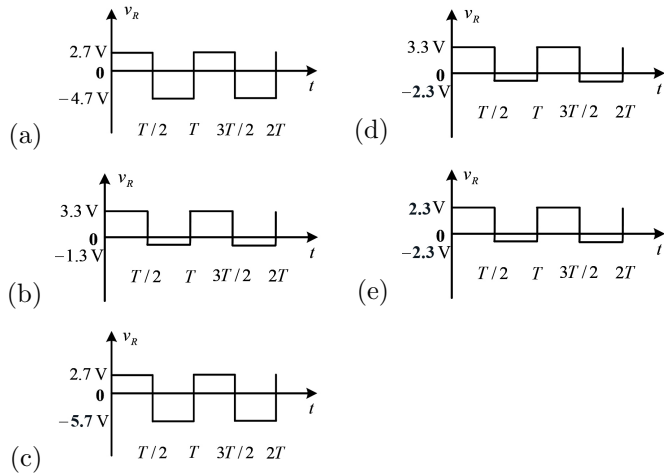 v_R
2.7 V
0
−4.7 V
t
T/2 T 3T/2 2T
(a)
v_R
3.3 V
0
−1.3 V
t
T/2 T 3T/2 2T
(b)
v_R
2.7 V
0
−5.7 V
t
T/2 T 3T/2 2T
(c)
v_R
3.3 V
0
−2.3 V
t
T/2 T 3T/2 2T
(d)
v_R
2.3 V
0
−2.3 V
t
T/2 T 3T/2 2T
(e)